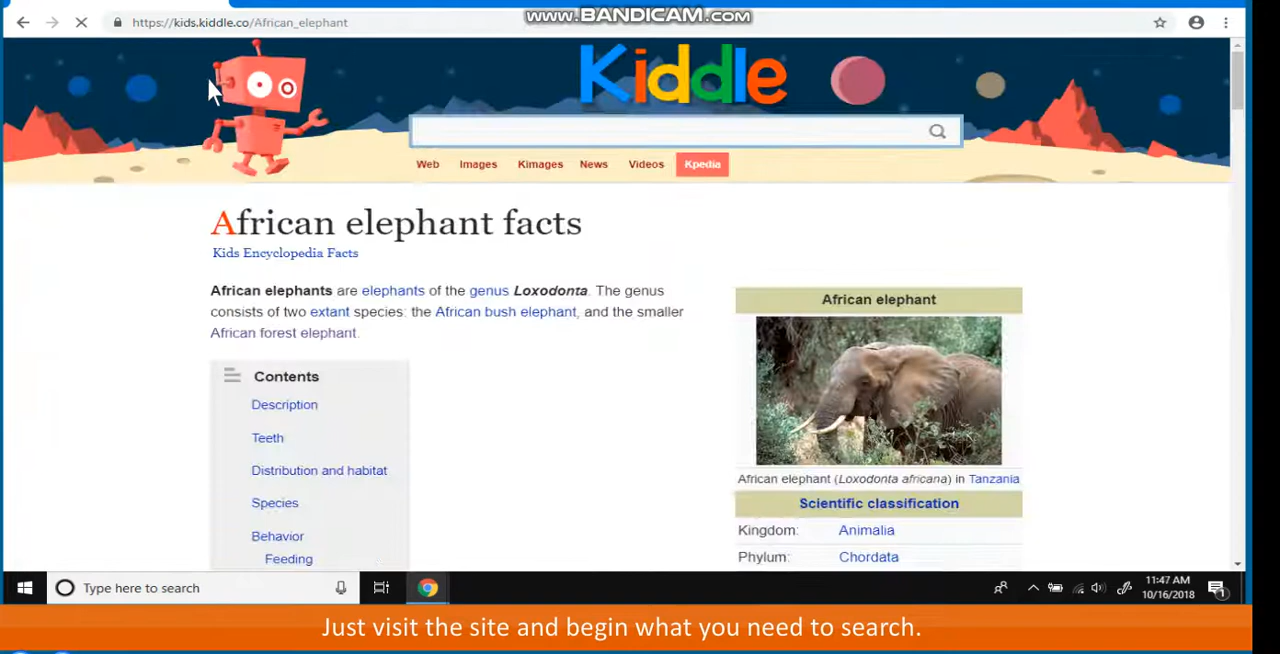 www.BANDICAM.com
https://kids.kiddle.co/African_elephant
Kiddle
Web Images Kimages News Videos Kpedia
African elephant facts
Kids Encyclopedia Facts
African elephants are elephants of the genus Loxodonta. The genus
consists of two extant species: the African bush elephant, and the smaller
African forest elephant.
Contents
Description
Teeth
Distribution and habitat
Species
Behavior
Feeding
African elephant
African elephant (Loxodonta africana) in Tanzania
Scientific classification
Kingdom: Animalia
Phylum: Chordata
Type here to search
11:47 AM
10/16/2018
1
Just visit the site and begin what you need to search.